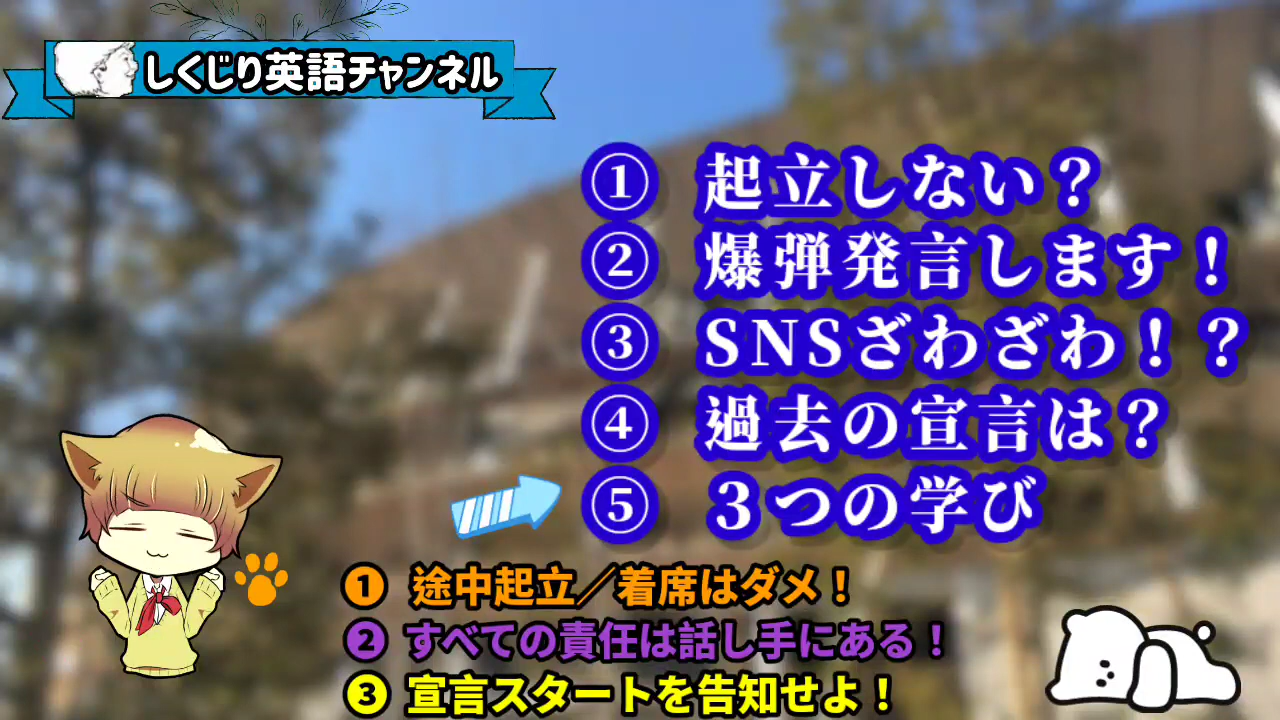 しくじり英語チャンネル
① 起立しない？
② 爆弾発言します！
③ SNSざわざわ！？
④ 過去の宣言は？
⑤ ３つの学び
❶ 途中起立／着席はダメ！
❷ すべての責任は話し手にある！
❸ 宣言スタートを告知せよ！